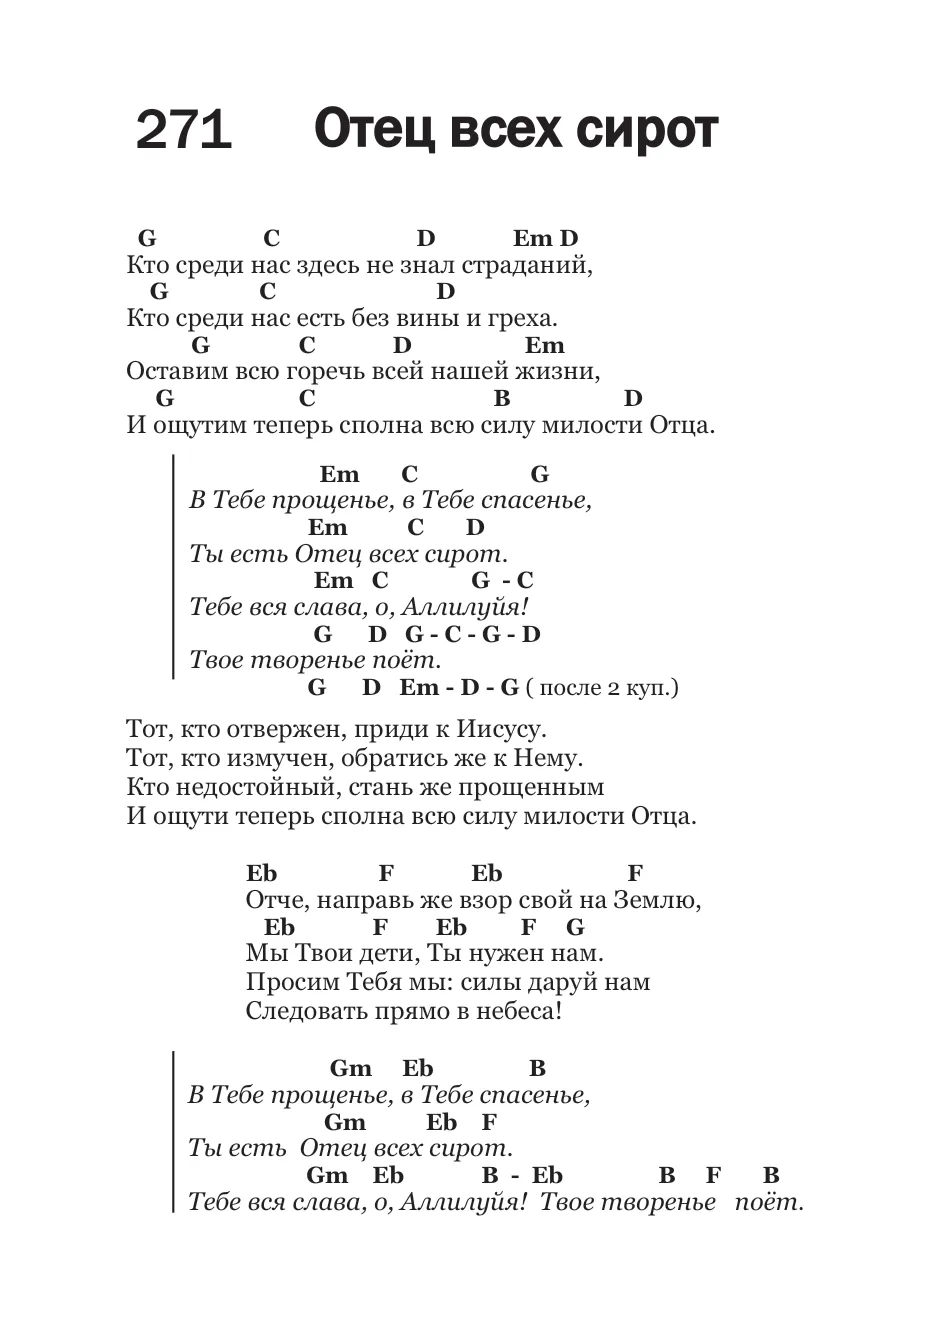 271 Отец всех сирот
G C D Em D
Кто среди нас здесь не знал страданий,
G C D
Кто среди нас есть без вины и греха.
G C D Em
Оставим всю горечь всей нашей жизни,
G C B D
И ощутим теперь сполна всю силу милости Отца.
Em C G
В Тебе прощенье, в Тебе спасенье,
Em C D
Ты есть Отец всех сирот.
Em C G - C
Тебе вся слава, о, Аллилуйя!
G D G - C - G - D
Твое творенье поёт.
G D Em - D - G ( после 2 куп.)
Тот, кто отвержен, приди к Иисусу.
Тот, кто измучен, обратись же к Нему.
Кто недостойный, стань же прощенным
И ощути теперь сполна всю силу милости Отца.
Eb F Eb F
Отче, направь же взор свой на Землю,
Eb F Eb F G
Мы Твои дети, Ты нужен нам.
Просим Тебя мы: силы даруй нам
Следовать прямо в небеса!
Gm Eb B
В Тебе прощенье, в Тебе спасенье,
Gm Eb F
Ты есть Отец всех сирот.
Gm Eb B - Eb B F B
Тебе вся слава, о, Аллилуйя! Твое творенье поёт.